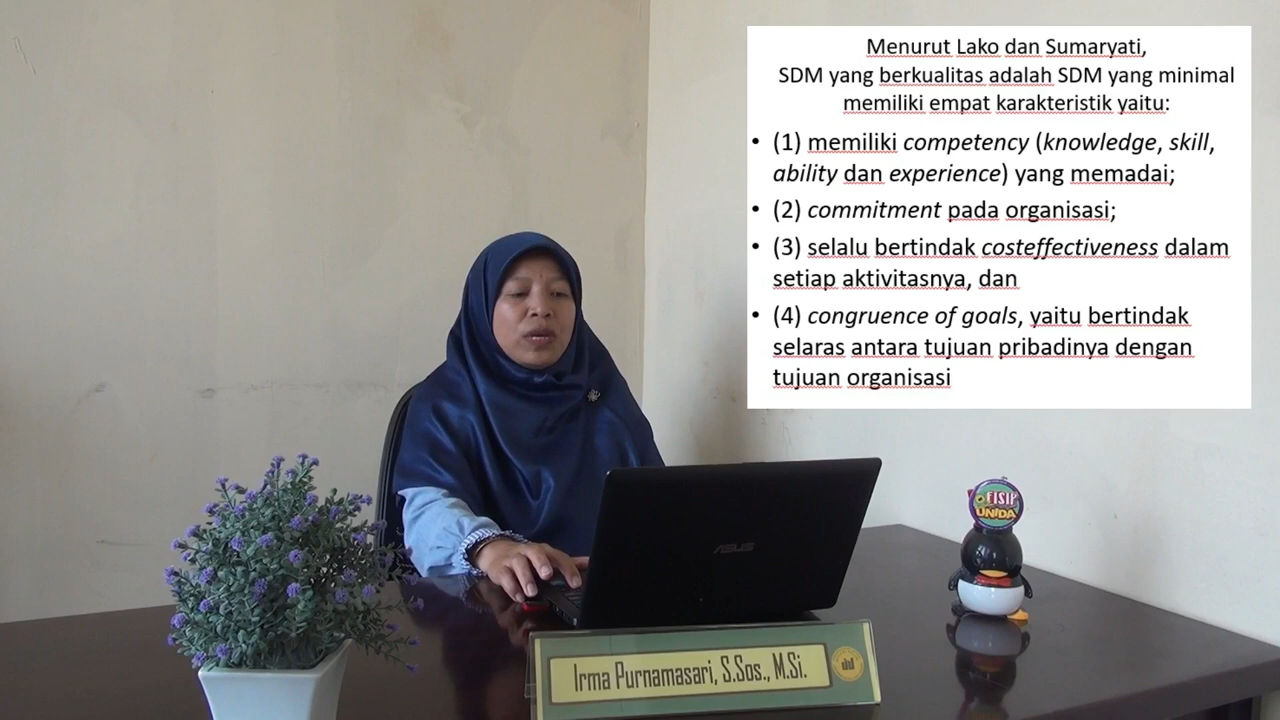 Menurut Lako dan Sumaryati,
SDM yang berkualitas adalah SDM yang minimal
memiliki empat karakteristik yaitu:
• (1) memiliki competency (knowledge, skill,
ability dan experience) yang memadai;
• (2) commitment pada organisasi;
• (3) selalu bertindak costeffectiveness dalam
setiap aktivitasnya, dan
• (4) congruence of goals, yaitu bertindak
selaras antara tujuan pribadinya dengan
tujuan organisasi
FISIP
UNIDA
ASUS
Irma Purnamasari, S.Sos., M.Si.